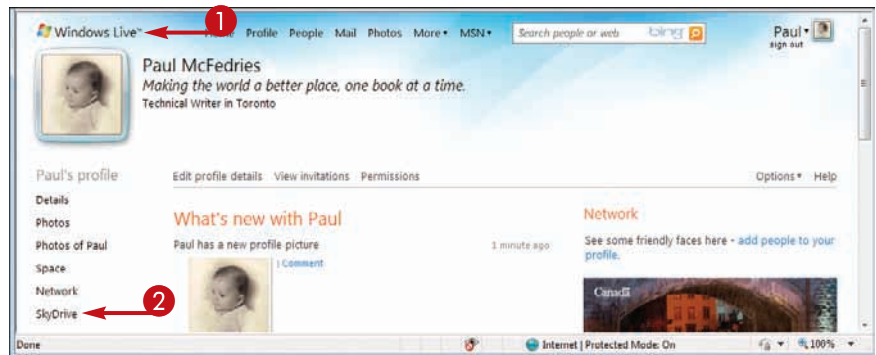 1
Windows Live™ Home Profile People Mail Photos More MSN Search people or web bing Paul
sign out
Paul McFedries
Making the world a better place, one book at a time.
Technical Writer in Toronto
Paul's profile
Edit profile details View invitations Permissions Options Help
Details
Photos
Photos of Paul
Space
Network
SkyDrive
2
What's new with Paul
Paul has a new profile picture 1 minute ago
| Comment
Network
See some friendly faces here - add people to your
profile.
Canada
Done Internet | Protected Mode: On 100%